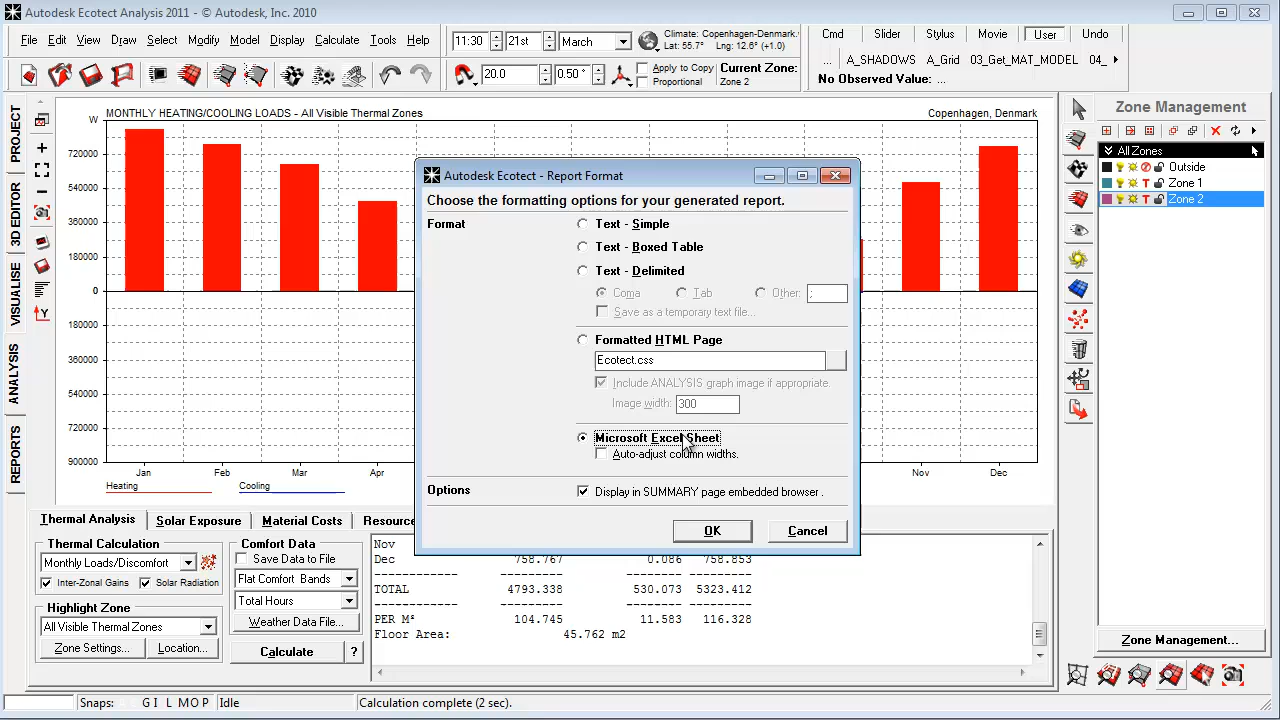 Autodesk Ecotect Analysis 2011 - © Autodesk, Inc. 2010
File Edit View Draw Select Modify Model Display Calculate Tools Help
11:30 21st March
Climate: Copenhagen-Denmark.
Lat: 55.7° Lng: 12.6° (+1.0)
Cmd Slider Stylus Movie User Undo
... A_SHADOWS A_Grid 03_Get_MAT_MODEL 04_
20.0 0.50 °
Apply to Copy
Proportional
Current Zone:
Zone 2
No Observed Value: ...
PROJECT
3D EDITOR
VISUALISE
ANALYSIS
REPORTS
MONTHLY HEATING/COOLING LOADS - All Visible Thermal Zones
Copenhagen, Denmark
W
720000
540000
360000
180000
0
180000
360000
540000
720000
900000
Jan Feb Mar Apr Nov Dec
Heating Cooling
Autodesk Ecotect - Report Format
Choose the formatting options for your generated report.
Format
Text - Simple
Text - Boxed Table
Text - Delimited
Coma Tab Other: ;
Save as a temporary text file...
Formatted HTML Page
Ecotect.css
Include ANALYSIS graph image if appropriate.
Image width: 300
Microsoft Excel Sheet
Auto-adjust column widths.
Options
Display in SUMMARY page embedded browser .
OK Cancel
Zone Management
All Zones
Outside
Zone 1
Zone 2
Zone Management...
Thermal Analysis Solar Exposure Material Costs Resource
Thermal Calculation
Monthly Loads/Discomfort
Inter-Zonal Gains Solar Radiation
Highlight Zone
All Visible Thermal Zones
Zone Settings... Location...
Comfort Data
Save Data to File
Flat Comfort Bands
Total Hours
Weather Data File...
Calculate ?
Nov
Dec 758.767 0.086 758.853
------------ --------- --------- ---------
TOTAL 4793.338 530.073 5323.412
------------ --------- --------- ---------
PER M² 104.745 11.583 116.328
Floor Area: 45.762 m2
Snaps: G I L M O P Idle Calculation complete (2 sec).